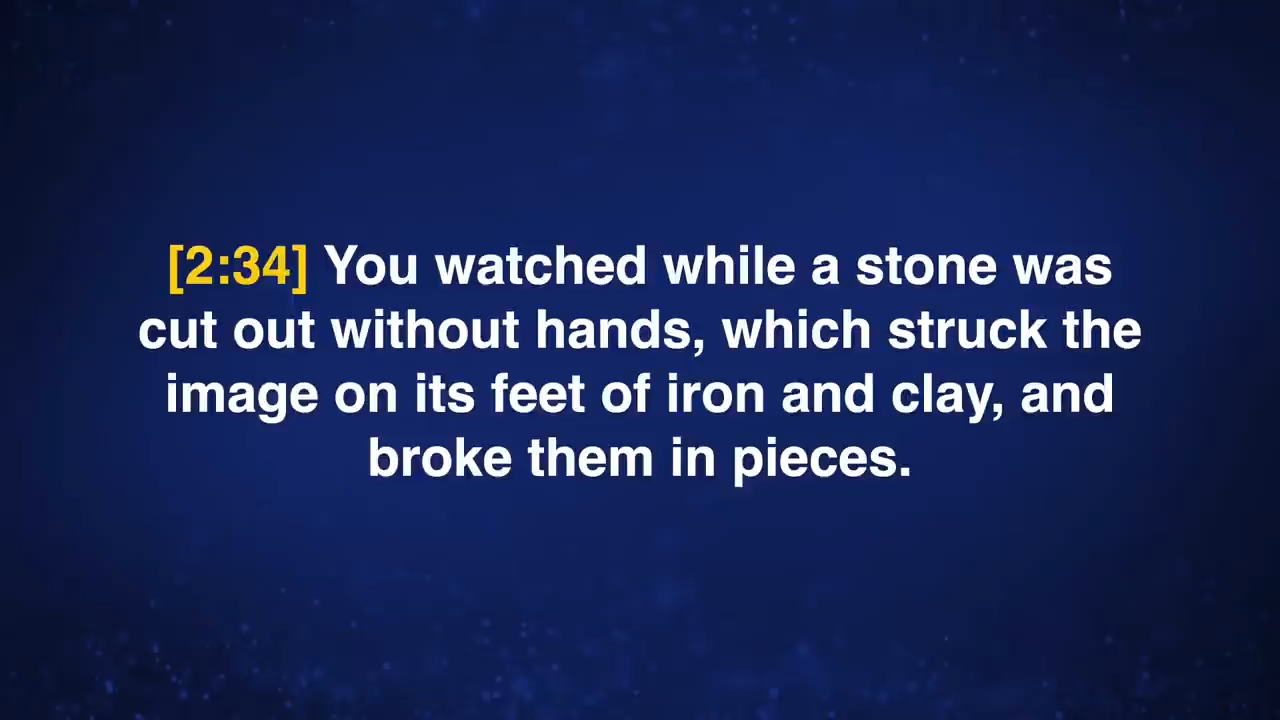 [2:34] You watched while a stone was
cut out without hands, which struck the
image on its feet of iron and clay, and
broke them in pieces.